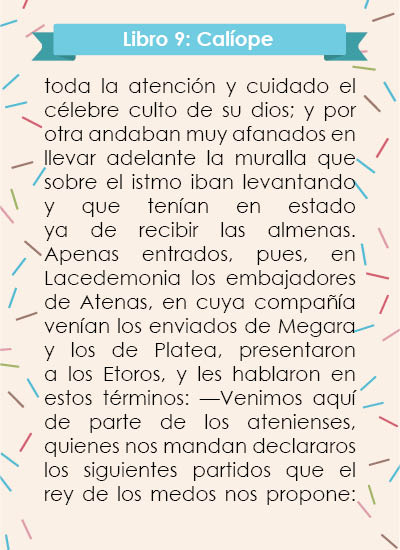 Libro 9: Calíope
toda la atención y cuidado el
célebre culto de su dios; y por
otra andaban muy afanados en
llevar adelante la muralla que
sobre el istmo iban levantando
y que tenían en estado
ya de recibir las almenas.
Apenas entrados, pues, en
Lacedemonia los embajadores
de Atenas, en cuya compañía
venían los enviados de Megara
y los de Platea, presentaron
a los Etoros, y les hablaron en
estos términos: —Venimos aquí
de parte de los atenienses,
quienes nos mandan declararos
los siguientes partidos que el
rey de los medos nos propone: